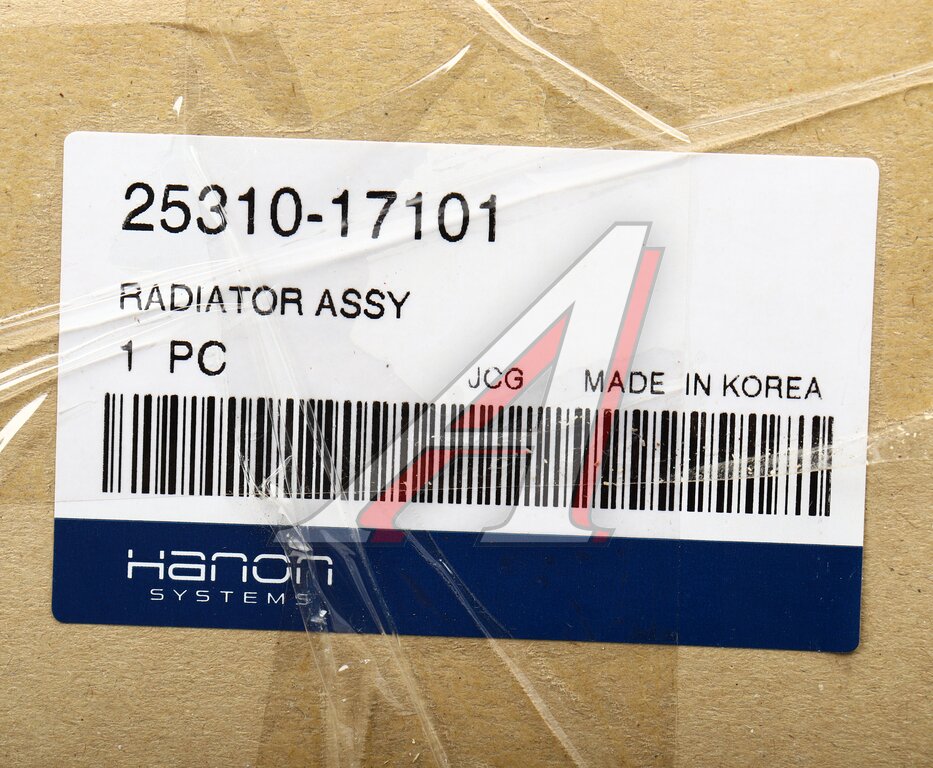 25310-17101
RADIATOR ASSY
1 PC
JCG MADE IN KOREA
Hanon
SYSTEMS